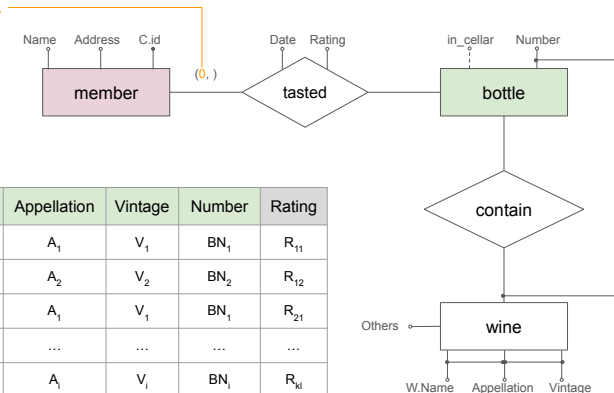 Name Address C.id Date Rating in_cellar Number
(0, )
member tasted bottle
contain
Appellation Vintage Number Rating
A₁ V₁ BN₁ R₁₁
A₂ V₂ BN₂ R₁₂
A₁ V₁ BN₁ R₂₁
… … … …
Aᵢ Vᵢ BNᵢ Rₖₗ
Others wine
W.Name Appellation Vintage